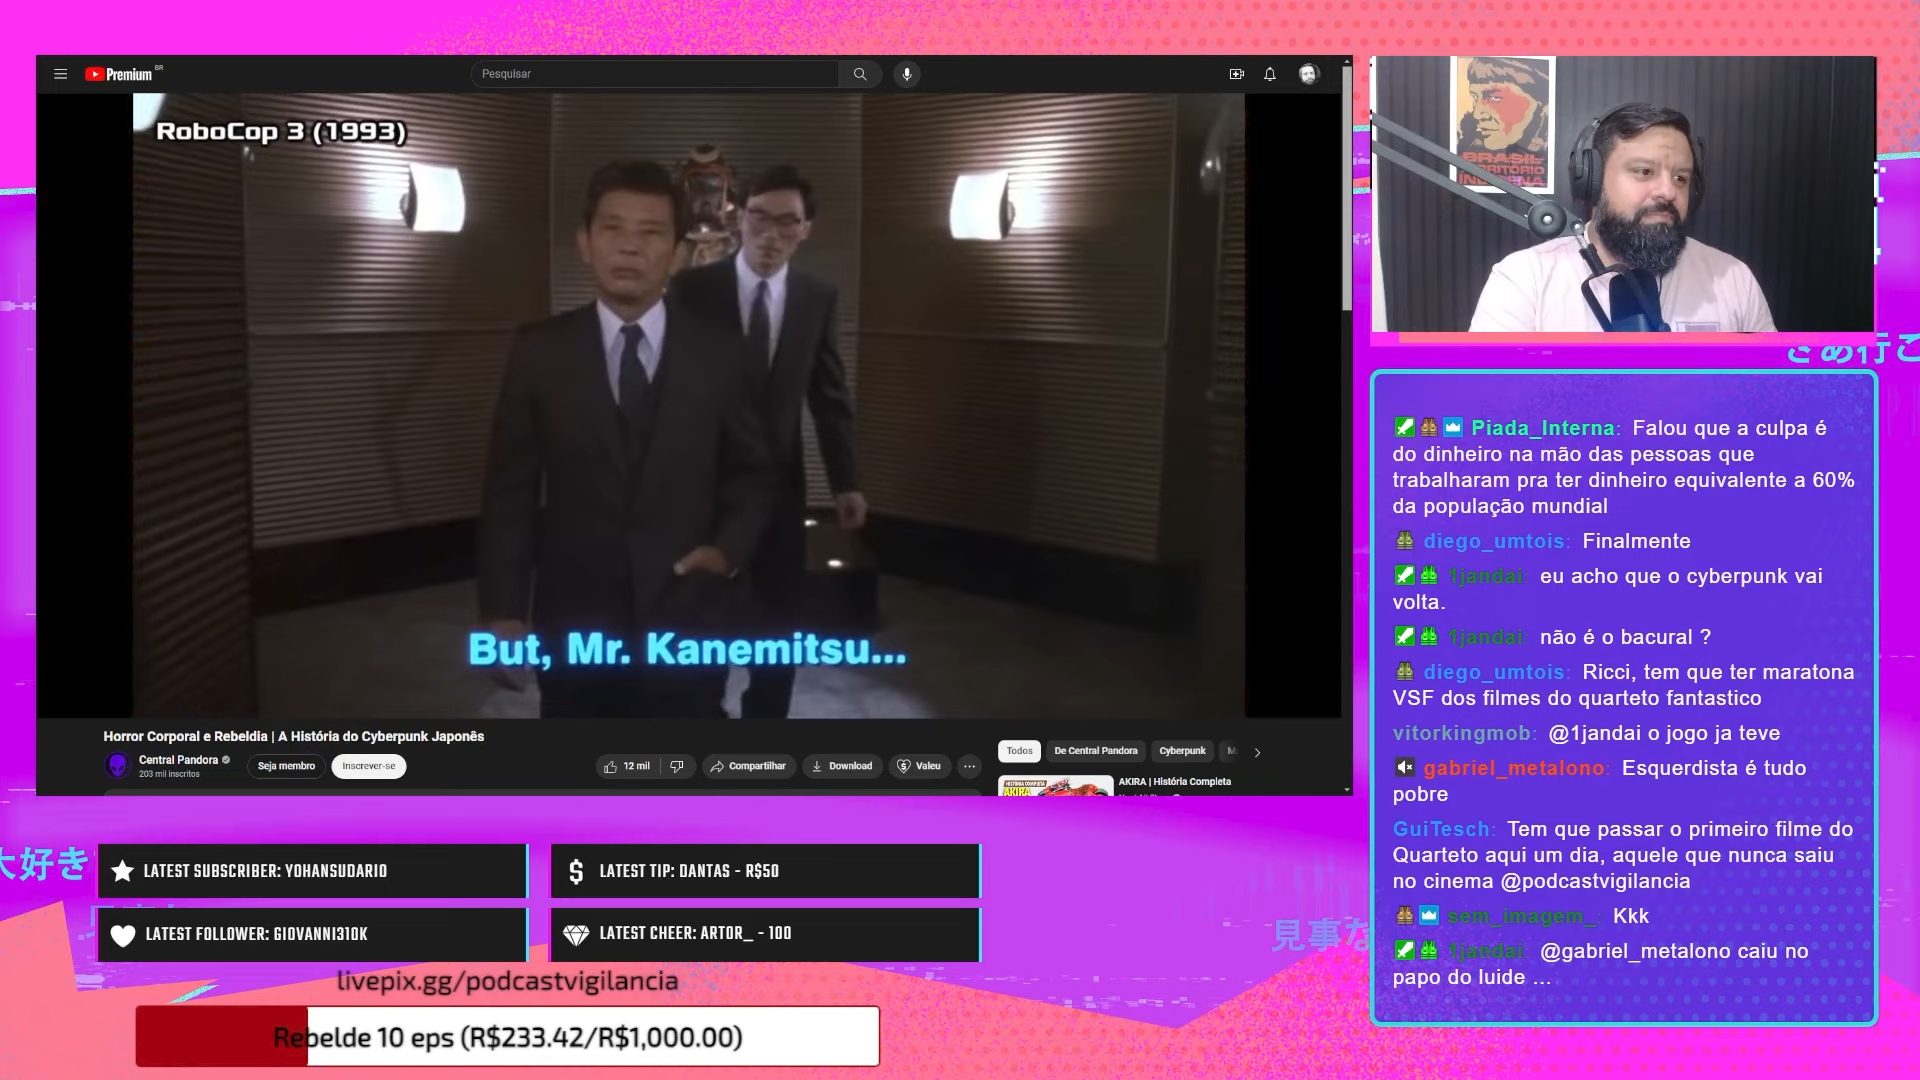 Premium BR
Pesquisar
RoboCop 3 (1993)
But, Mr. Kanemitsu...
Horror Corporal e Rebeldia | A História do Cyberpunk Japonês
Central Pandora
203 mil inscritos
Seja membro
Inscrever-se
12 mil
Compartilhar
Download
Valeu
Todos
De Central Pandora
Cyberpunk
AKIRA | História Completa
HISTÓRIA COMPLETA
AKIRA
BRASIL
TERRITÓRIO
INDÍGENA
Piada_Interna: Falou que a culpa é
do dinheiro na mão das pessoas que
trabalharam pra ter dinheiro equivalente a 60%
da população mundial
diego_umtois: Finalmente
1jandai: eu acho que o cyberpunk vai
volta.
1jandai: não é o bacural ?
diego_umtois: Ricci, tem que ter maratona
VSF dos filmes do quarteto fantastico
vitorkingmob: @1jandai o jogo ja teve
gabriel_metalono: Esquerdista é tudo
pobre
GuiTesch: Tem que passar o primeiro filme do
Quarteto aqui um dia, aquele que nunca saiu
no cinema @podcastvigilancia
sem_imagem_: Kkk
1jandai: @gabriel_metalono caiu no
papo do luide ...
大好き
見事な
LATEST SUBSCRIBER: YOHANSUDARIO
LATEST TIP: DANTAS - R$50
LATEST FOLLOWER: GIOVANNI310K
LATEST CHEER: ARTOR_ - 100
livepix.gg/podcastvigilancia
Rebelde 10 eps (R$233.42/R$1,000.00)